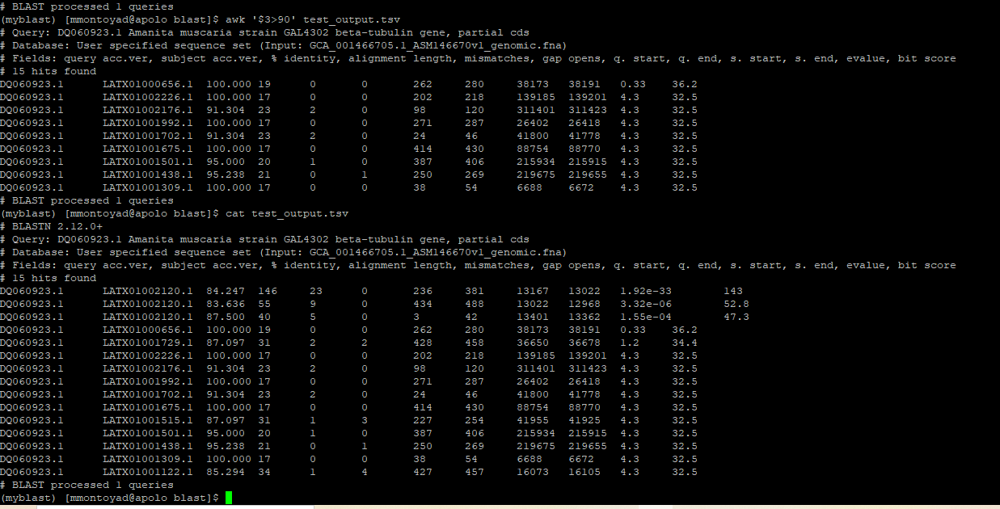 # BLAST processed 1 queries
(myblast) [mmontoyad@apolo blast]$ awk '$3>90' test_output.tsv
# Query: DQ060923.1 Amanita muscaria strain GAL4302 beta-tubulin gene, partial cds
# Database: User specified sequence set (Input: GCA_001466705.1_ASM146670v1_genomic.fna)
# Fields: query acc.ver, subject acc.ver, % identity, alignment length, mismatches, gap opens, q. start, q. end, s. start, s. end, evalue, bit score
# 15 hits found
DQ060923.1 LATX01000656.1 100.000 19 0 0 262 280 38173 38191 0.33 36.2
DQ060923.1 LATX01002226.1 100.000 17 0 0 202 218 139185 139201 4.3 32.5
DQ060923.1 LATX01002176.1 91.304 23 2 0 98 120 311401 311423 4.3 32.5
DQ060923.1 LATX01001992.1 100.000 17 0 0 271 287 26402 26418 4.3 32.5
DQ060923.1 LATX01001702.1 91.304 23 2 0 24 46 41800 41778 4.3 32.5
DQ060923.1 LATX01001675.1 100.000 17 0 0 414 430 88754 88770 4.3 32.5
DQ060923.1 LATX01001501.1 95.000 20 1 0 387 406 215934 215915 4.3 32.5
DQ060923.1 LATX01001438.1 95.238 21 0 1 250 269 219675 219655 4.3 32.5
DQ060923.1 LATX01001309.1 100.000 17 0 0 38 54 6688 6672 4.3 32.5
# BLAST processed 1 queries
(myblast) [mmontoyad@apolo blast]$ cat test_output.tsv
# BLASTN 2.12.0+
# Query: DQ060923.1 Amanita muscaria strain GAL4302 beta-tubulin gene, partial cds
# Database: User specified sequence set (Input: GCA_001466705.1_ASM146670v1_genomic.fna)
# Fields: query acc.ver, subject acc.ver, % identity, alignment length, mismatches, gap opens, q. start, q. end, s. start, s. end, evalue, bit score
# 15 hits found
DQ060923.1 LATX01002120.1 84.247 146 23 0 236 381 13167 13022 1.92e-33 143
DQ060923.1 LATX01002120.1 83.636 55 9 0 434 488 13022 12968 3.32e-06 52.8
DQ060923.1 LATX01002120.1 87.500 40 5 0 3 42 13401 13362 1.55e-04 47.3
DQ060923.1 LATX01000656.1 100.000 19 0 0 262 280 38173 38191 0.33 36.2
DQ060923.1 LATX01001729.1 87.097 31 2 2 428 458 36650 36678 1.2 34.4
DQ060923.1 LATX01002226.1 100.000 17 0 0 202 218 139185 139201 4.3 32.5
DQ060923.1 LATX01002176.1 91.304 23 2 0 98 120 311401 311423 4.3 32.5
DQ060923.1 LATX01001992.1 100.000 17 0 0 271 287 26402 26418 4.3 32.5
DQ060923.1 LATX01001702.1 91.304 23 2 0 24 46 41800 41778 4.3 32.5
DQ060923.1 LATX01001675.1 100.000 17 0 0 414 430 88754 88770 4.3 32.5
DQ060923.1 LATX01001515.1 87.097 31 1 3 227 254 41955 41925 4.3 32.5
DQ060923.1 LATX01001501.1 95.000 20 1 0 387 406 215934 215915 4.3 32.5
DQ060923.1 LATX01001438.1 95.238 21 0 1 250 269 219675 219655 4.3 32.5
DQ060923.1 LATX01001309.1 100.000 17 0 0 38 54 6688 6672 4.3 32.5
DQ060923.1 LATX01001122.1 85.294 34 1 4 427 457 16073 16105 4.3 32.5
# BLAST processed 1 queries
(myblast) [mmontoyad@apolo blast]$